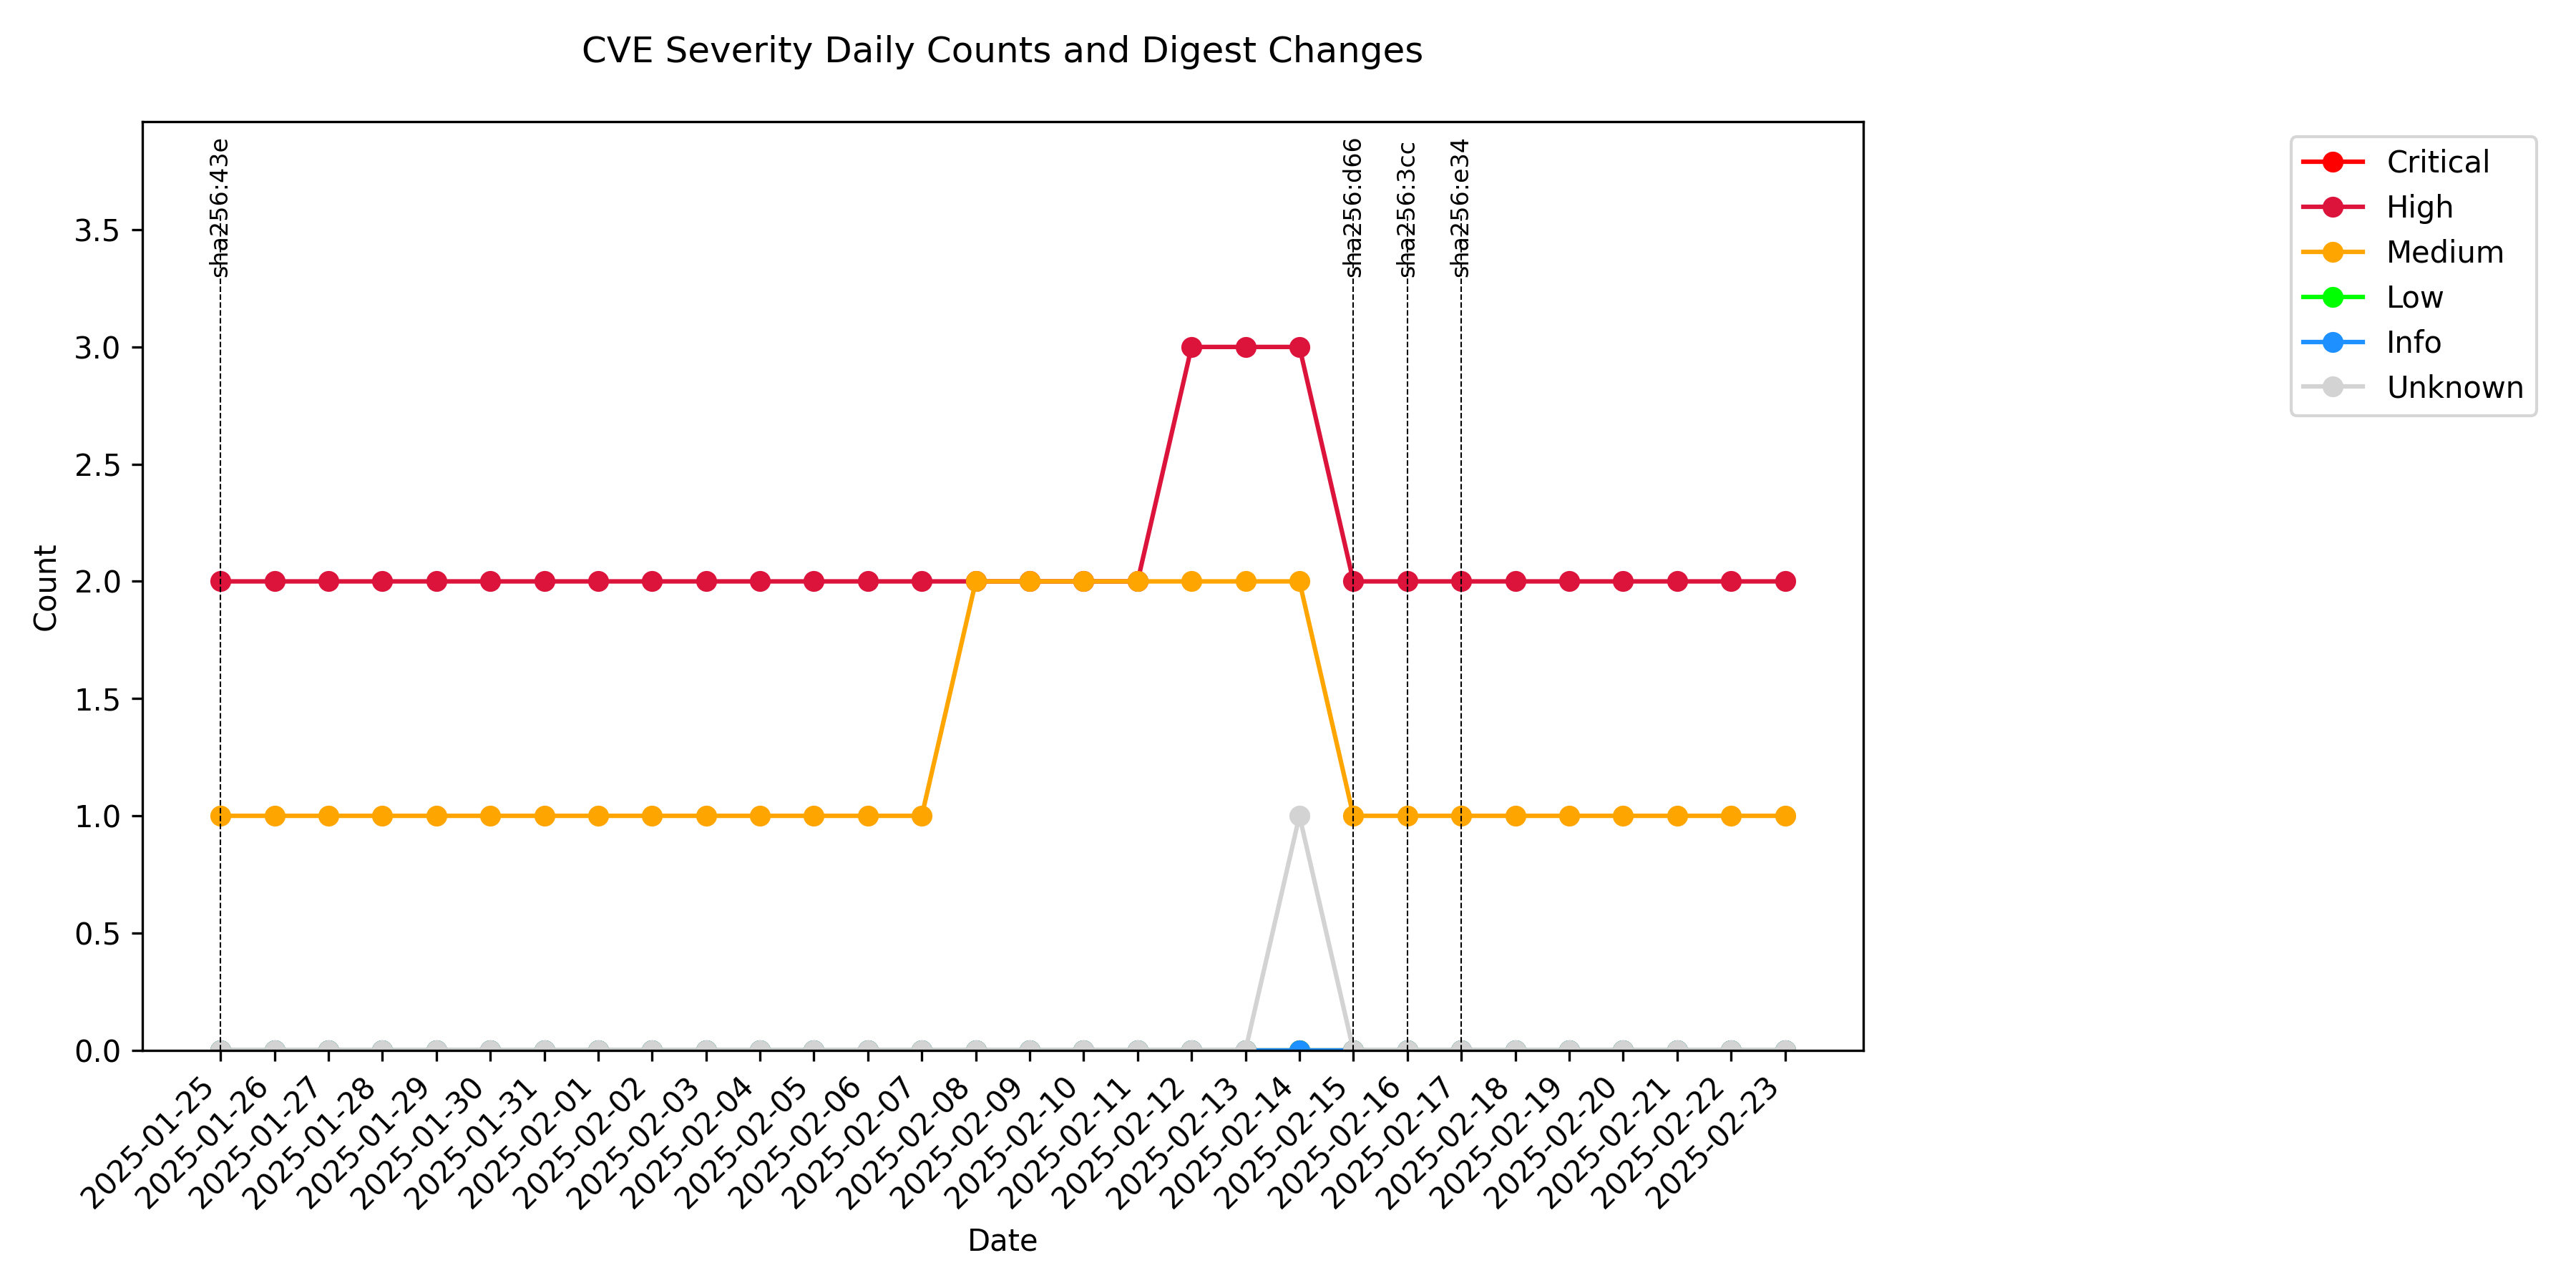 CVE Severity Daily Counts and Digest Changes
sha256:43e
sha256:d66
sha256:3cc
sha256:e34
Critical
High
Medium
Low
Info
Unknown
3.5
3.0
2.5
2.0
1.5
1.0
0.5
0.0
Count
2025-01-25
2025-01-26
2025-01-27
2025-01-28
2025-01-29
2025-01-30
2025-01-31
2025-02-01
2025-02-02
2025-02-03
2025-02-04
2025-02-05
2025-02-06
2025-02-07
2025-02-08
2025-02-09
2025-02-10
2025-02-11
2025-02-12
2025-02-13
2025-02-14
2025-02-15
2025-02-16
2025-02-17
2025-02-18
2025-02-19
2025-02-20
2025-02-21
2025-02-22
2025-02-23
Date